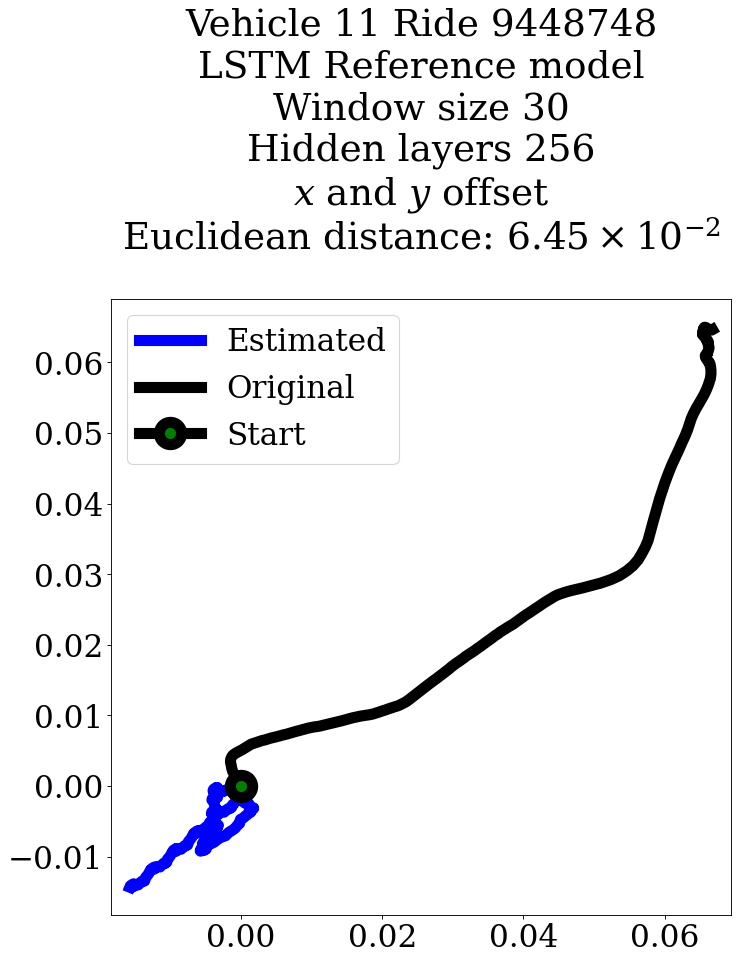 Vehicle 11 Ride 9448748
LSTM Reference model
Window size 30
Hidden layers 256
x and y offset
Euclidean distance: 6.45 × 10⁻²
Estimated
Original
Start
0.06
0.05
0.04
0.03
0.02
0.01
0.00
−0.01
0.00 0.02 0.04 0.06